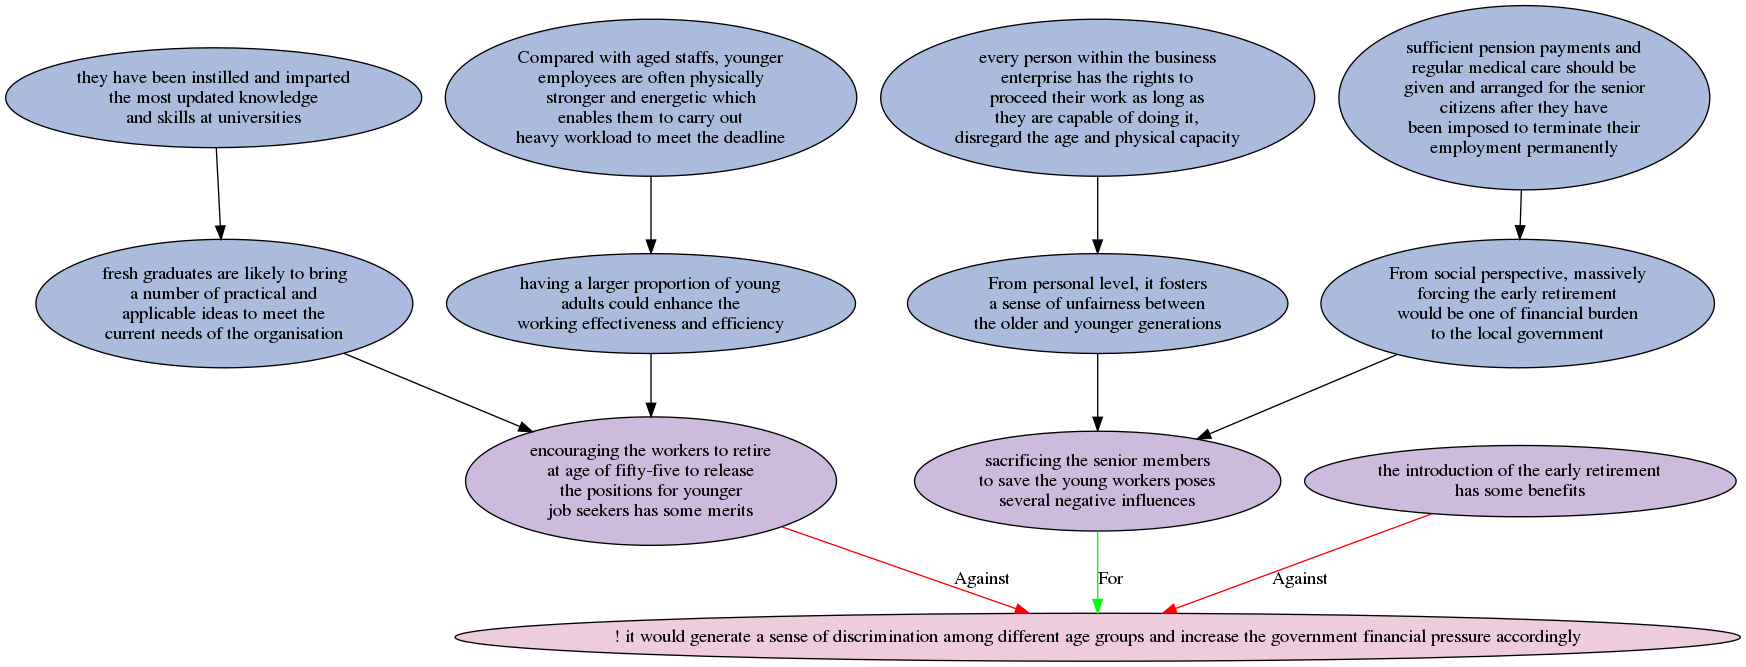 they have been instilled and imparted
the most updated knowledge
and skills at universities
Compared with aged staffs, younger
employees are often physically
stronger and energetic which
enables them to carry out
heavy workload to meet the deadline
every person within the business
enterprise has the rights to
proceed their work as long as
they are capable of doing it,
disregard the age and physical capacity
sufficient pension payments and
regular medical care should be
given and arranged for the senior
citizens after they have
been imposed to terminate their
employment permanently
fresh graduates are likely to bring
a number of practical and
applicable ideas to meet the
current needs of the organisation
having a larger proportion of young
adults could enhance the
working effectiveness and efficiency
From personal level, it fosters
a sense of unfairness between
the older and younger generations
From social perspective, massively
forcing the early retirement
would be one of financial burden
to the local government
encouraging the workers to retire
at age of fifty-five to release
the positions for younger
job seekers has some merits
sacrificing the senior members
to save the young workers poses
several negative influences
the introduction of the early retirement
has some benefits
Against
For
Against
! it would generate a sense of discrimination among different age groups and increase the government financial pressure accordingly